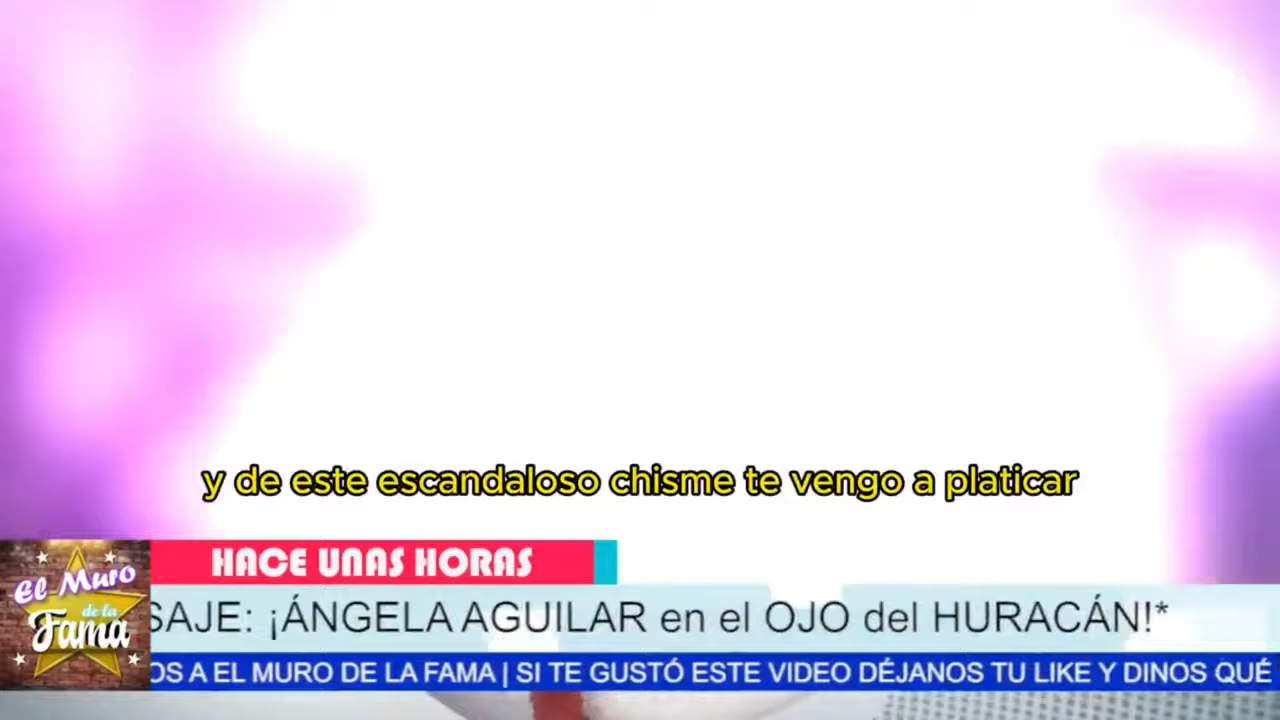 y de este escandaloso chisme te vengo a platicar
HACE UNAS HORAS
El Muro
de la
Fama
SAJE: ¡ÁNGELA AGUILAR en el OJO del HURACÁN!*
OS A EL MURO DE LA FAMA | SI TE GUSTÓ ESTE VIDEO DÉJANOS TU LIKE Y DINOS QUÉ